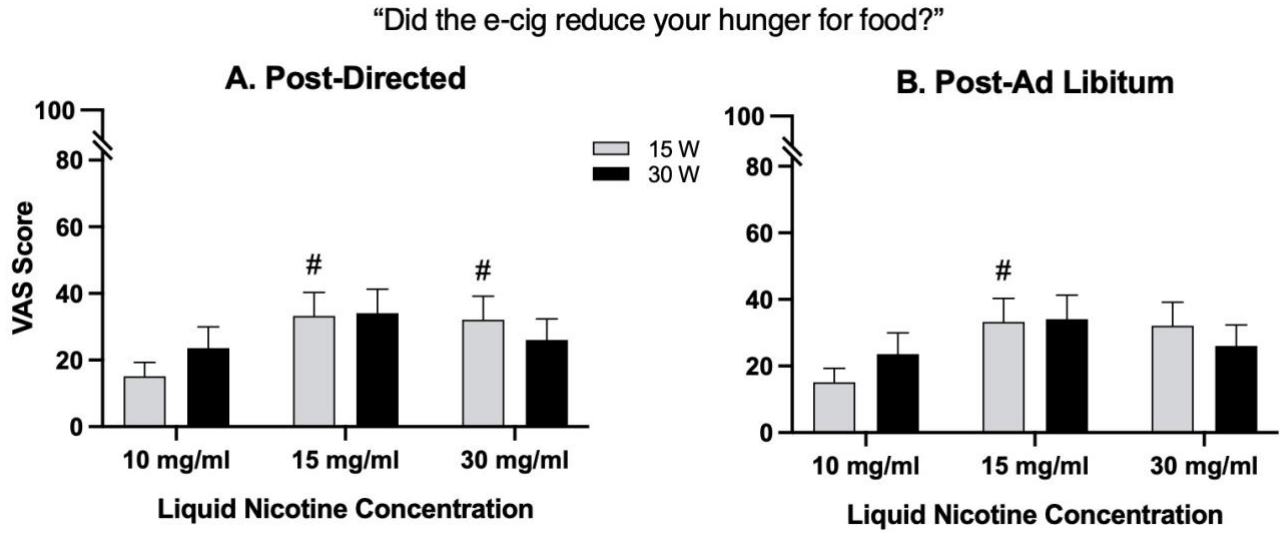 “Did the e-cig reduce your hunger for food?”
A. Post-Directed
B. Post-Ad Libitum
15 W
30 W
VAS Score
100
80
60
40
20
0
#
#
10 mg/ml
15 mg/ml
30 mg/ml
Liquid Nicotine Concentration
100
80
60
40
20
0
#
10 mg/ml
15 mg/ml
30 mg/ml
Liquid Nicotine Concentration